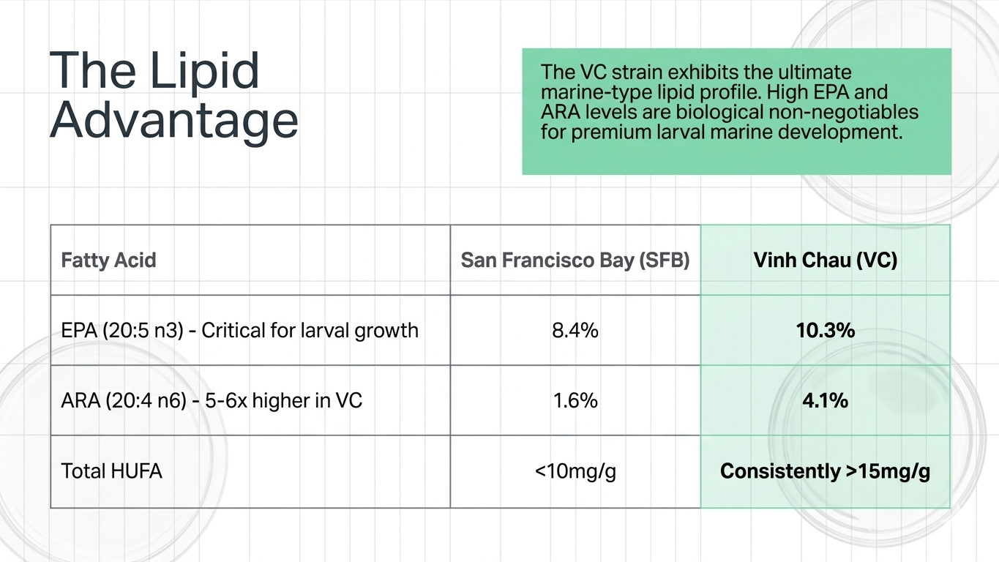 The Lipid
Advantage
The VC strain exhibits the ultimate
marine-type lipid profile. High EPA and
ARA levels are biological non-negotiables
for premium larval marine development.
Fatty Acid
San Francisco Bay (SFB)
Vinh Chau (VC)
EPA (20:5 n3) - Critical for larval growth
8.4%
10.3%
ARA (20:4 n6) - 5-6x higher in VC
1.6%
4.1%
Total HUFA
<10mg/g
Consistently >15mg/g